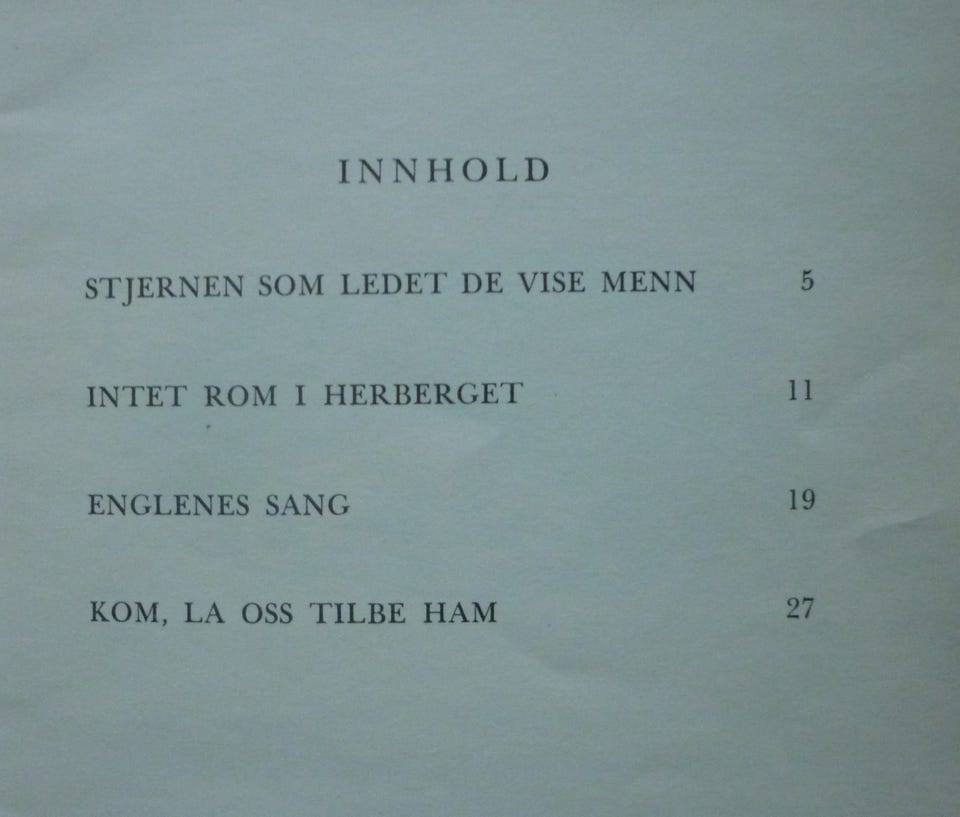 INNHOLD
STJERNEN SOM LEDET DE VISE MENN 5
INTET ROM I HERBERGET 11
ENGLENES SANG 19
KOM, LA OSS TILBE HAM 27